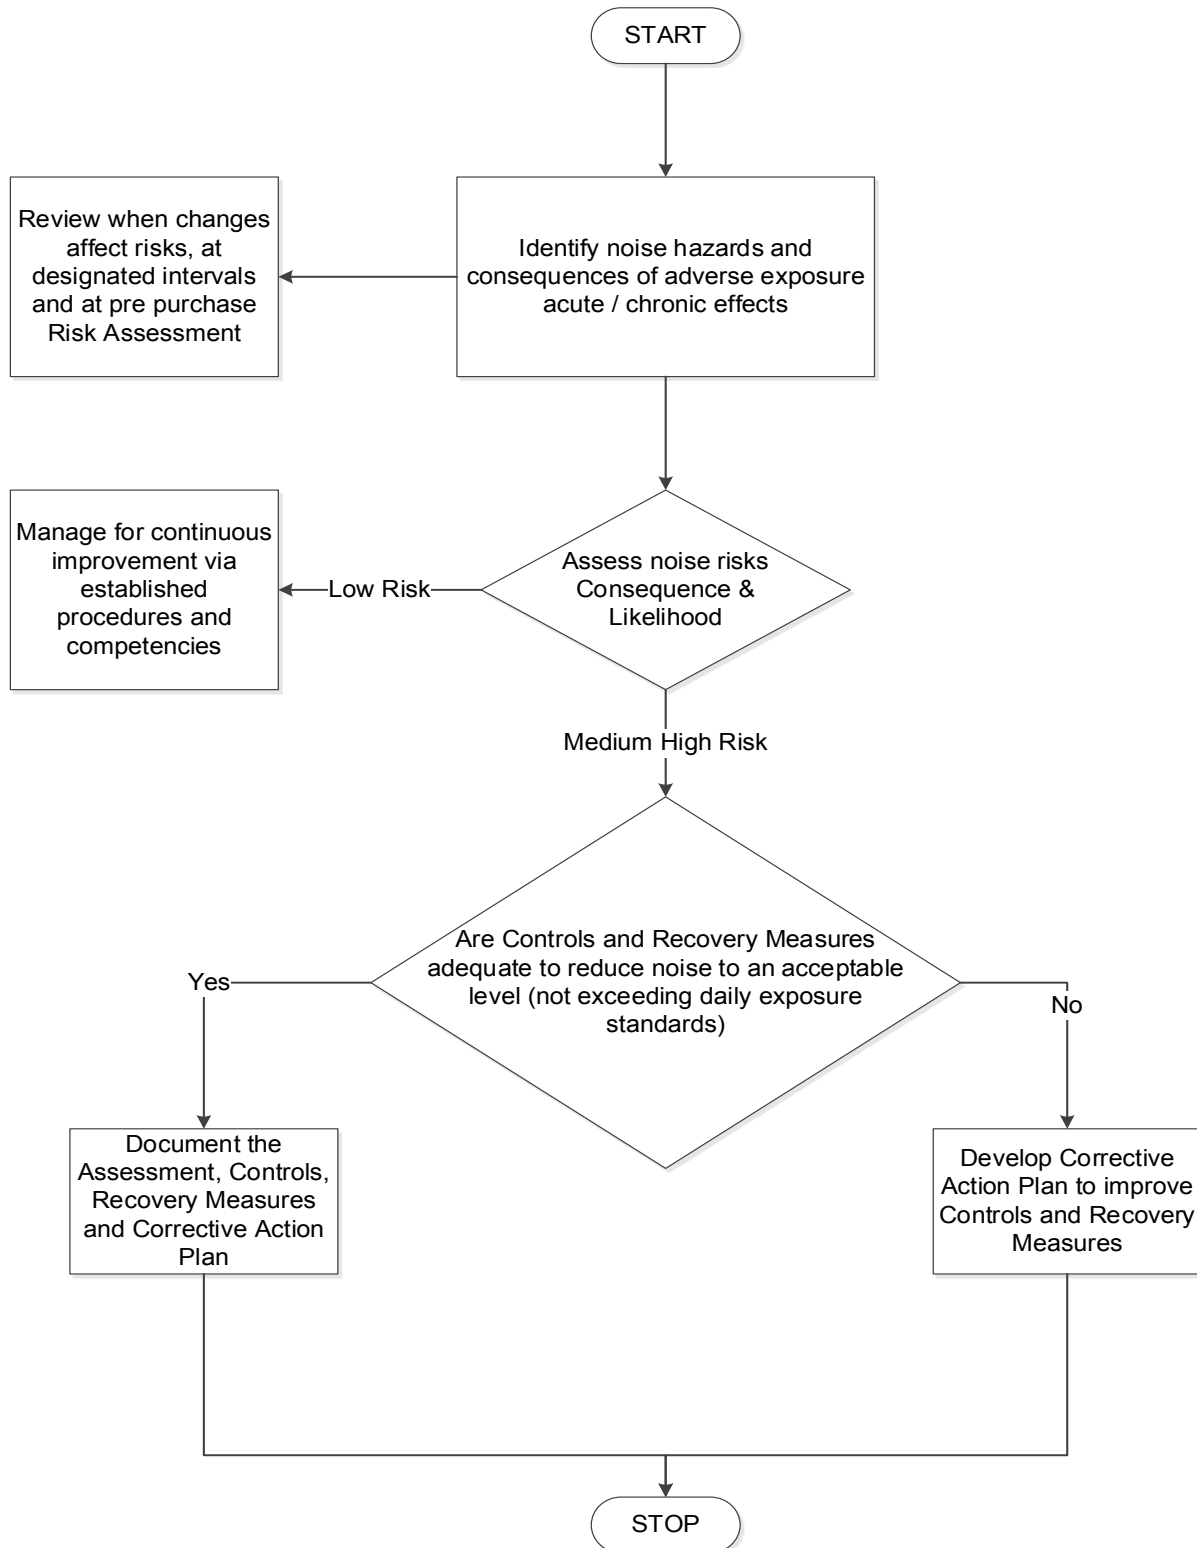 START
Review when changes
affect risks, at
designated intervals
and at pre purchase
Risk Assessment
Identify noise hazards and
consequences of adverse exposure
acute / chronic effects
Manage for continuous
improvement via
established
procedures and
competencies
Low Risk
Assess noise risks
Consequence &
Likelihood
Medium High Risk
Are Controls and Recovery Measures
adequate to reduce noise to an acceptable
level (not exceeding daily exposure
standards)
Yes
No
Document the
Assessment, Controls,
Recovery Measures
and Corrective Action
Plan
Develop Corrective
Action Plan to improve
Controls and Recovery
Measures
STOP